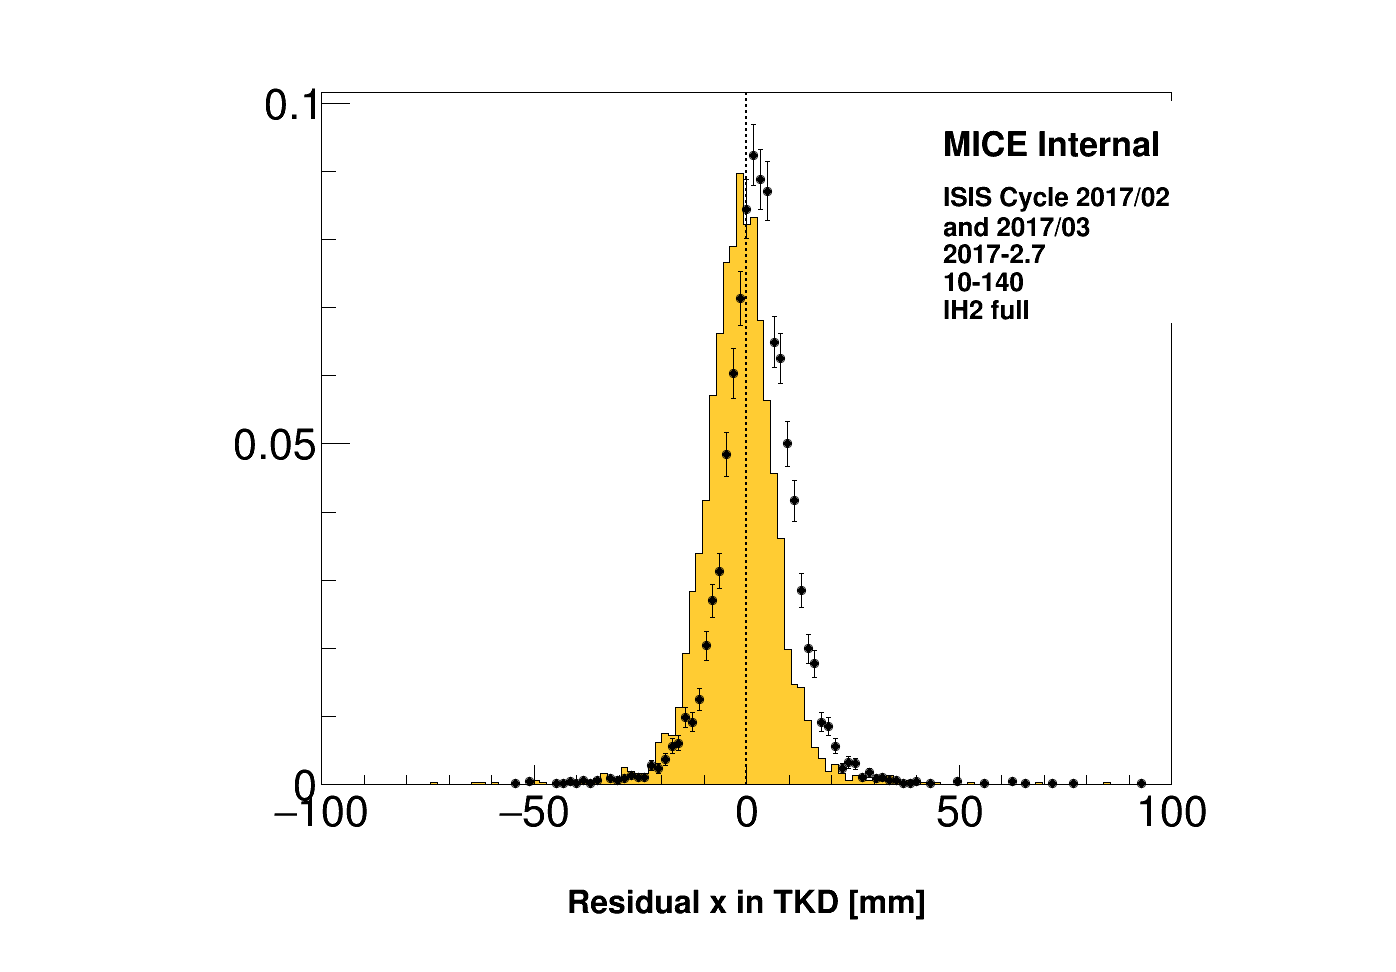 0.1
MICE Internal
ISIS Cycle 2017/02
and 2017/03
2017-2.7
10-140
IH2 full
0.05
0
−100 −50 0 50 100
Residual x in TKD [mm]